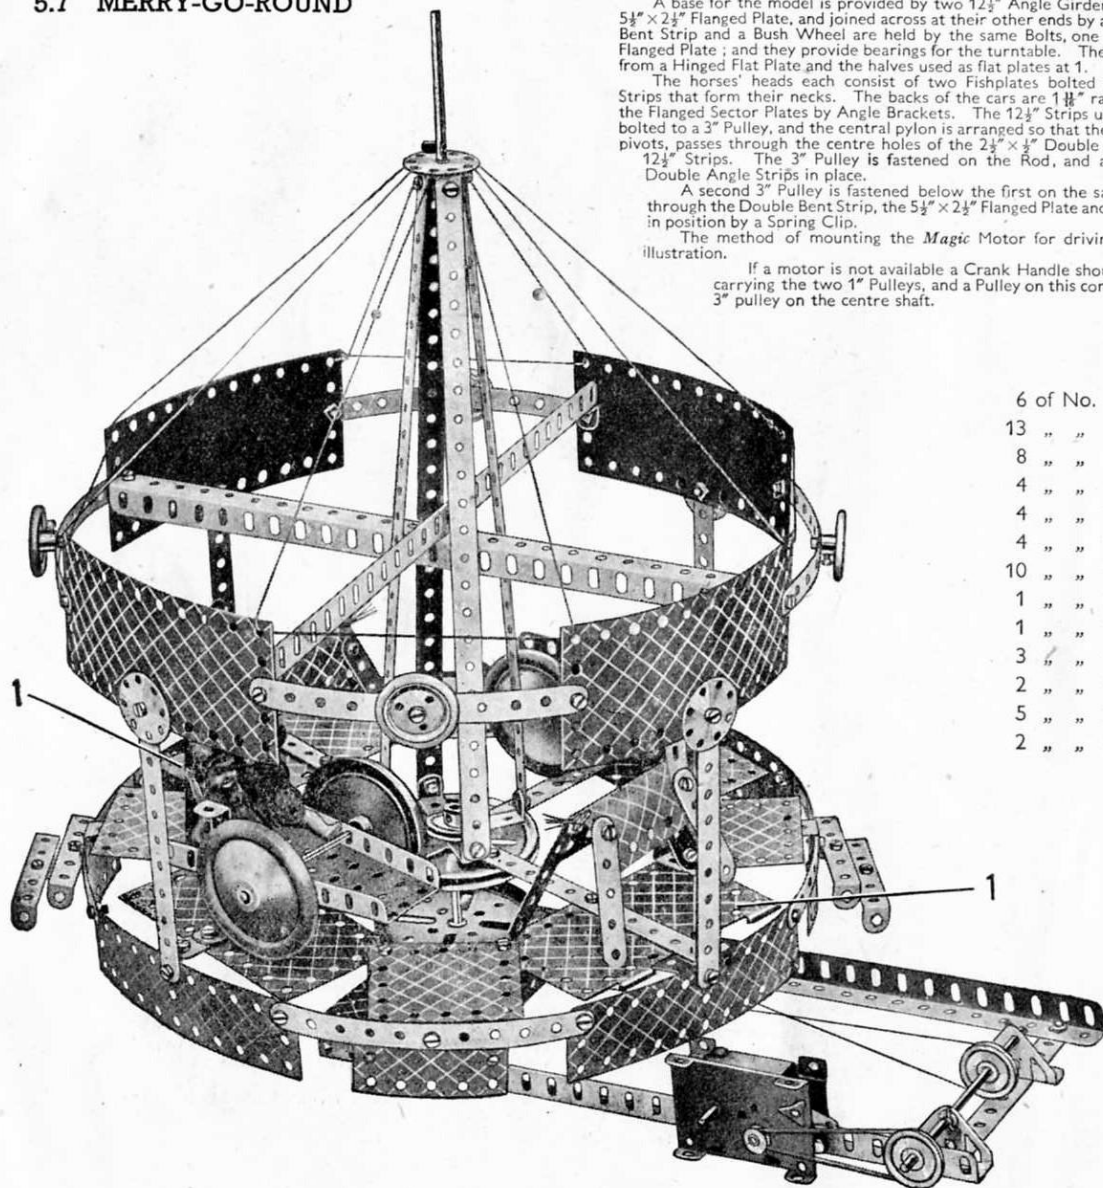 5.7 MERRY-GO-ROUND
A base for the model is provided by two 12½″ Angle Girder
5½″ × 2½″ Flanged Plate, and joined across at their other ends by a
Bent Strip and a Bush Wheel are held by the same Bolts, one
Flanged Plate ; and they provide bearings for the turntable. The
from a Hinged Flat Plate and the halves used as flat plates at 1.
The horses' heads each consist of two Fishplates bolted
Strips that form their necks. The backs of the cars are 1 11/16″ ra
the Flanged Sector Plates by Angle Brackets. The 12½″ Strips u
bolted to a 3″ Pulley, and the central pylon is arranged so that the
pivots, passes through the centre holes of the 2½″ × ½″ Double
12½″ Strips. The 3″ Pulley is fastened on the Rod, and a
Double Angle Strips in place.
A second 3″ Pulley is fastened below the first on the sa
through the Double Bent Strip, the 5½″ × 2½″ Flanged Plate and
in position by a Spring Clip.
The method of mounting the Magic Motor for drivin
illustration.
If a motor is not available a Crank Handle shou
carrying the two 1″ Pulleys, and a Pulley on this cor
3″ pulley on the centre shaft.
6 of No.
13 „ „
8 „ „
4 „ „
4 „ „
4 „ „
10 „ „
1 „ „
1 „ „
3 „ „
2 „ „
5 „ „
2 „ „
1
1